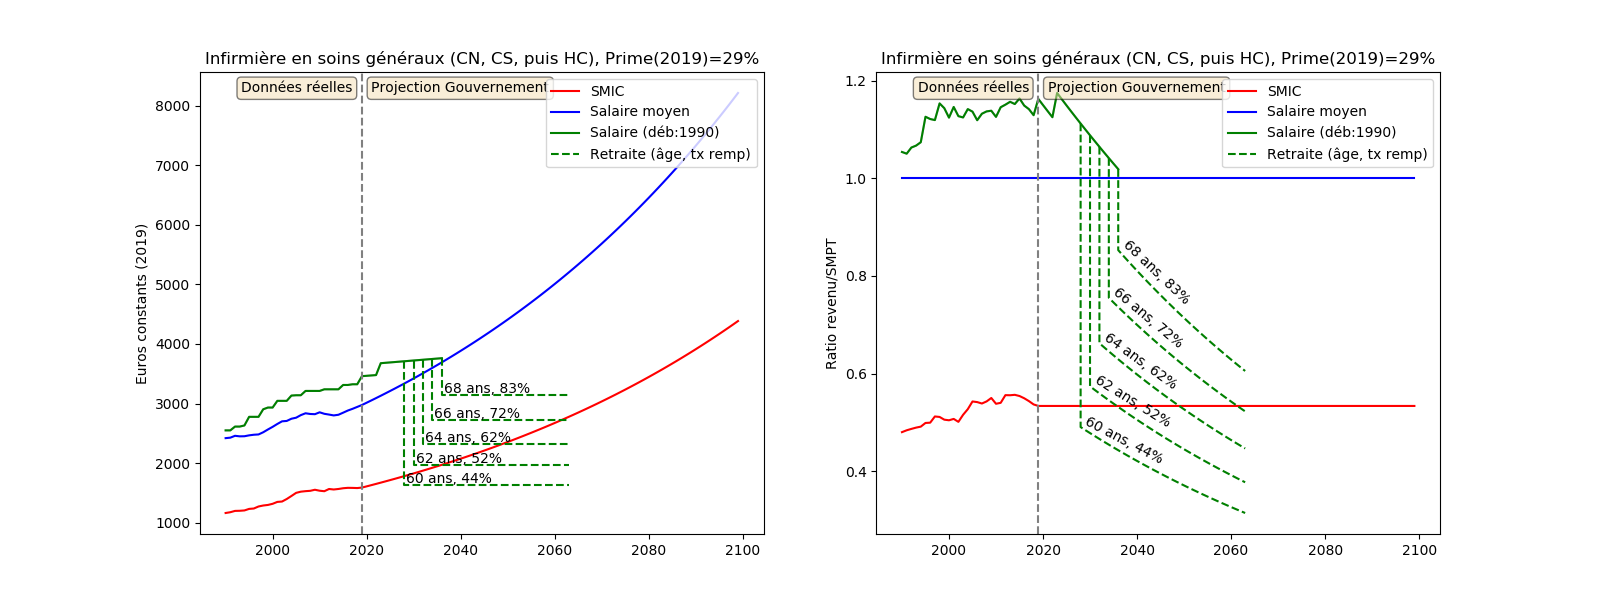 Infirmière en soins généraux (CN, CS, puis HC), Prime(2019)=29%
Données réelles
Projection Gouvernement
SMIC
Salaire moyen
Salaire (déb:1990)
Retraite (âge, tx remp)
Euros constants (2019)
8000
7000
6000
5000
4000
3000
2000
1000
68 ans, 83%
66 ans, 72%
64 ans, 62%
62 ans, 52%
60 ans, 44%
2000 2020 2040 2060 2080 2100
Infirmière en soins généraux (CN, CS, puis HC), Prime(2019)=29%
Données réelles
Projection Gouvernement
SMIC
Salaire moyen
Salaire (déb:1990)
Retraite (âge, tx remp)
Ratio revenu/SMPT
1.2
1.0
0.8
0.6
0.4
68 ans, 83%
66 ans, 72%
64 ans, 62%
62 ans, 52%
60 ans, 44%
2000 2020 2040 2060 2080 2100